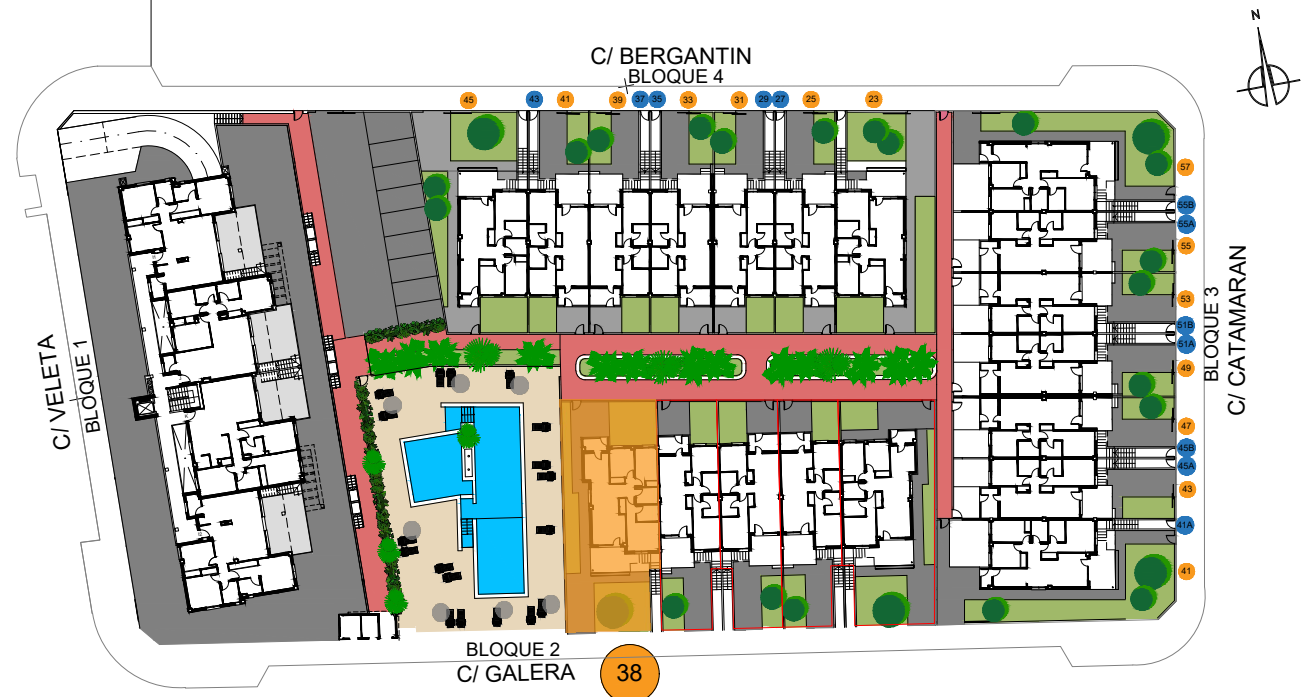 N
C/ BERGANTIN
BLOQUE 4
45
43
41
39
37
35
33
31
29
27
25
23
57
55B
55A
55
53
51B
51A
49
47
45B
45A
43
41A
41
BLOQUE 3
C/ CATAMARAN
C/ VELETA
BLOQUE 1
BLOQUE 2
C/ GALERA
38